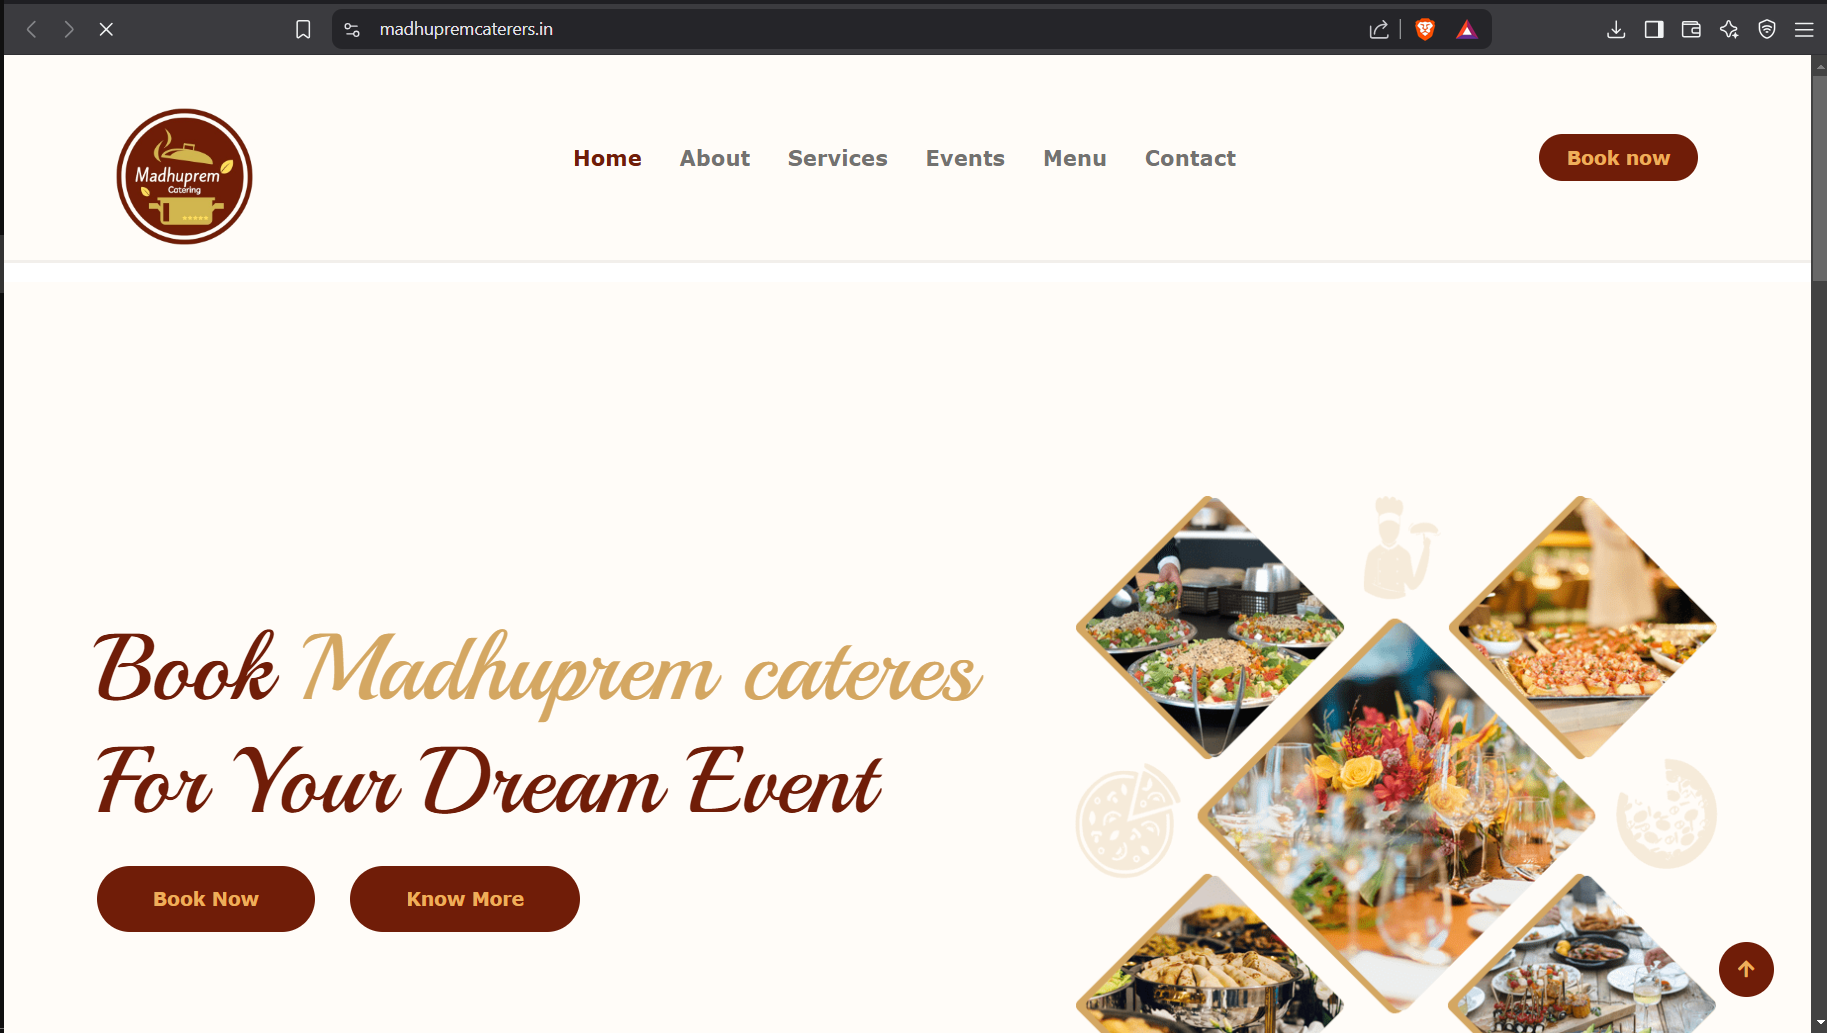 madhupremcaterers.in
Madhuprem
Catering
Home About Services Events Menu Contact
Book now
Book Madhuprem cateres
For Your Dream Event
Book Now
Know More